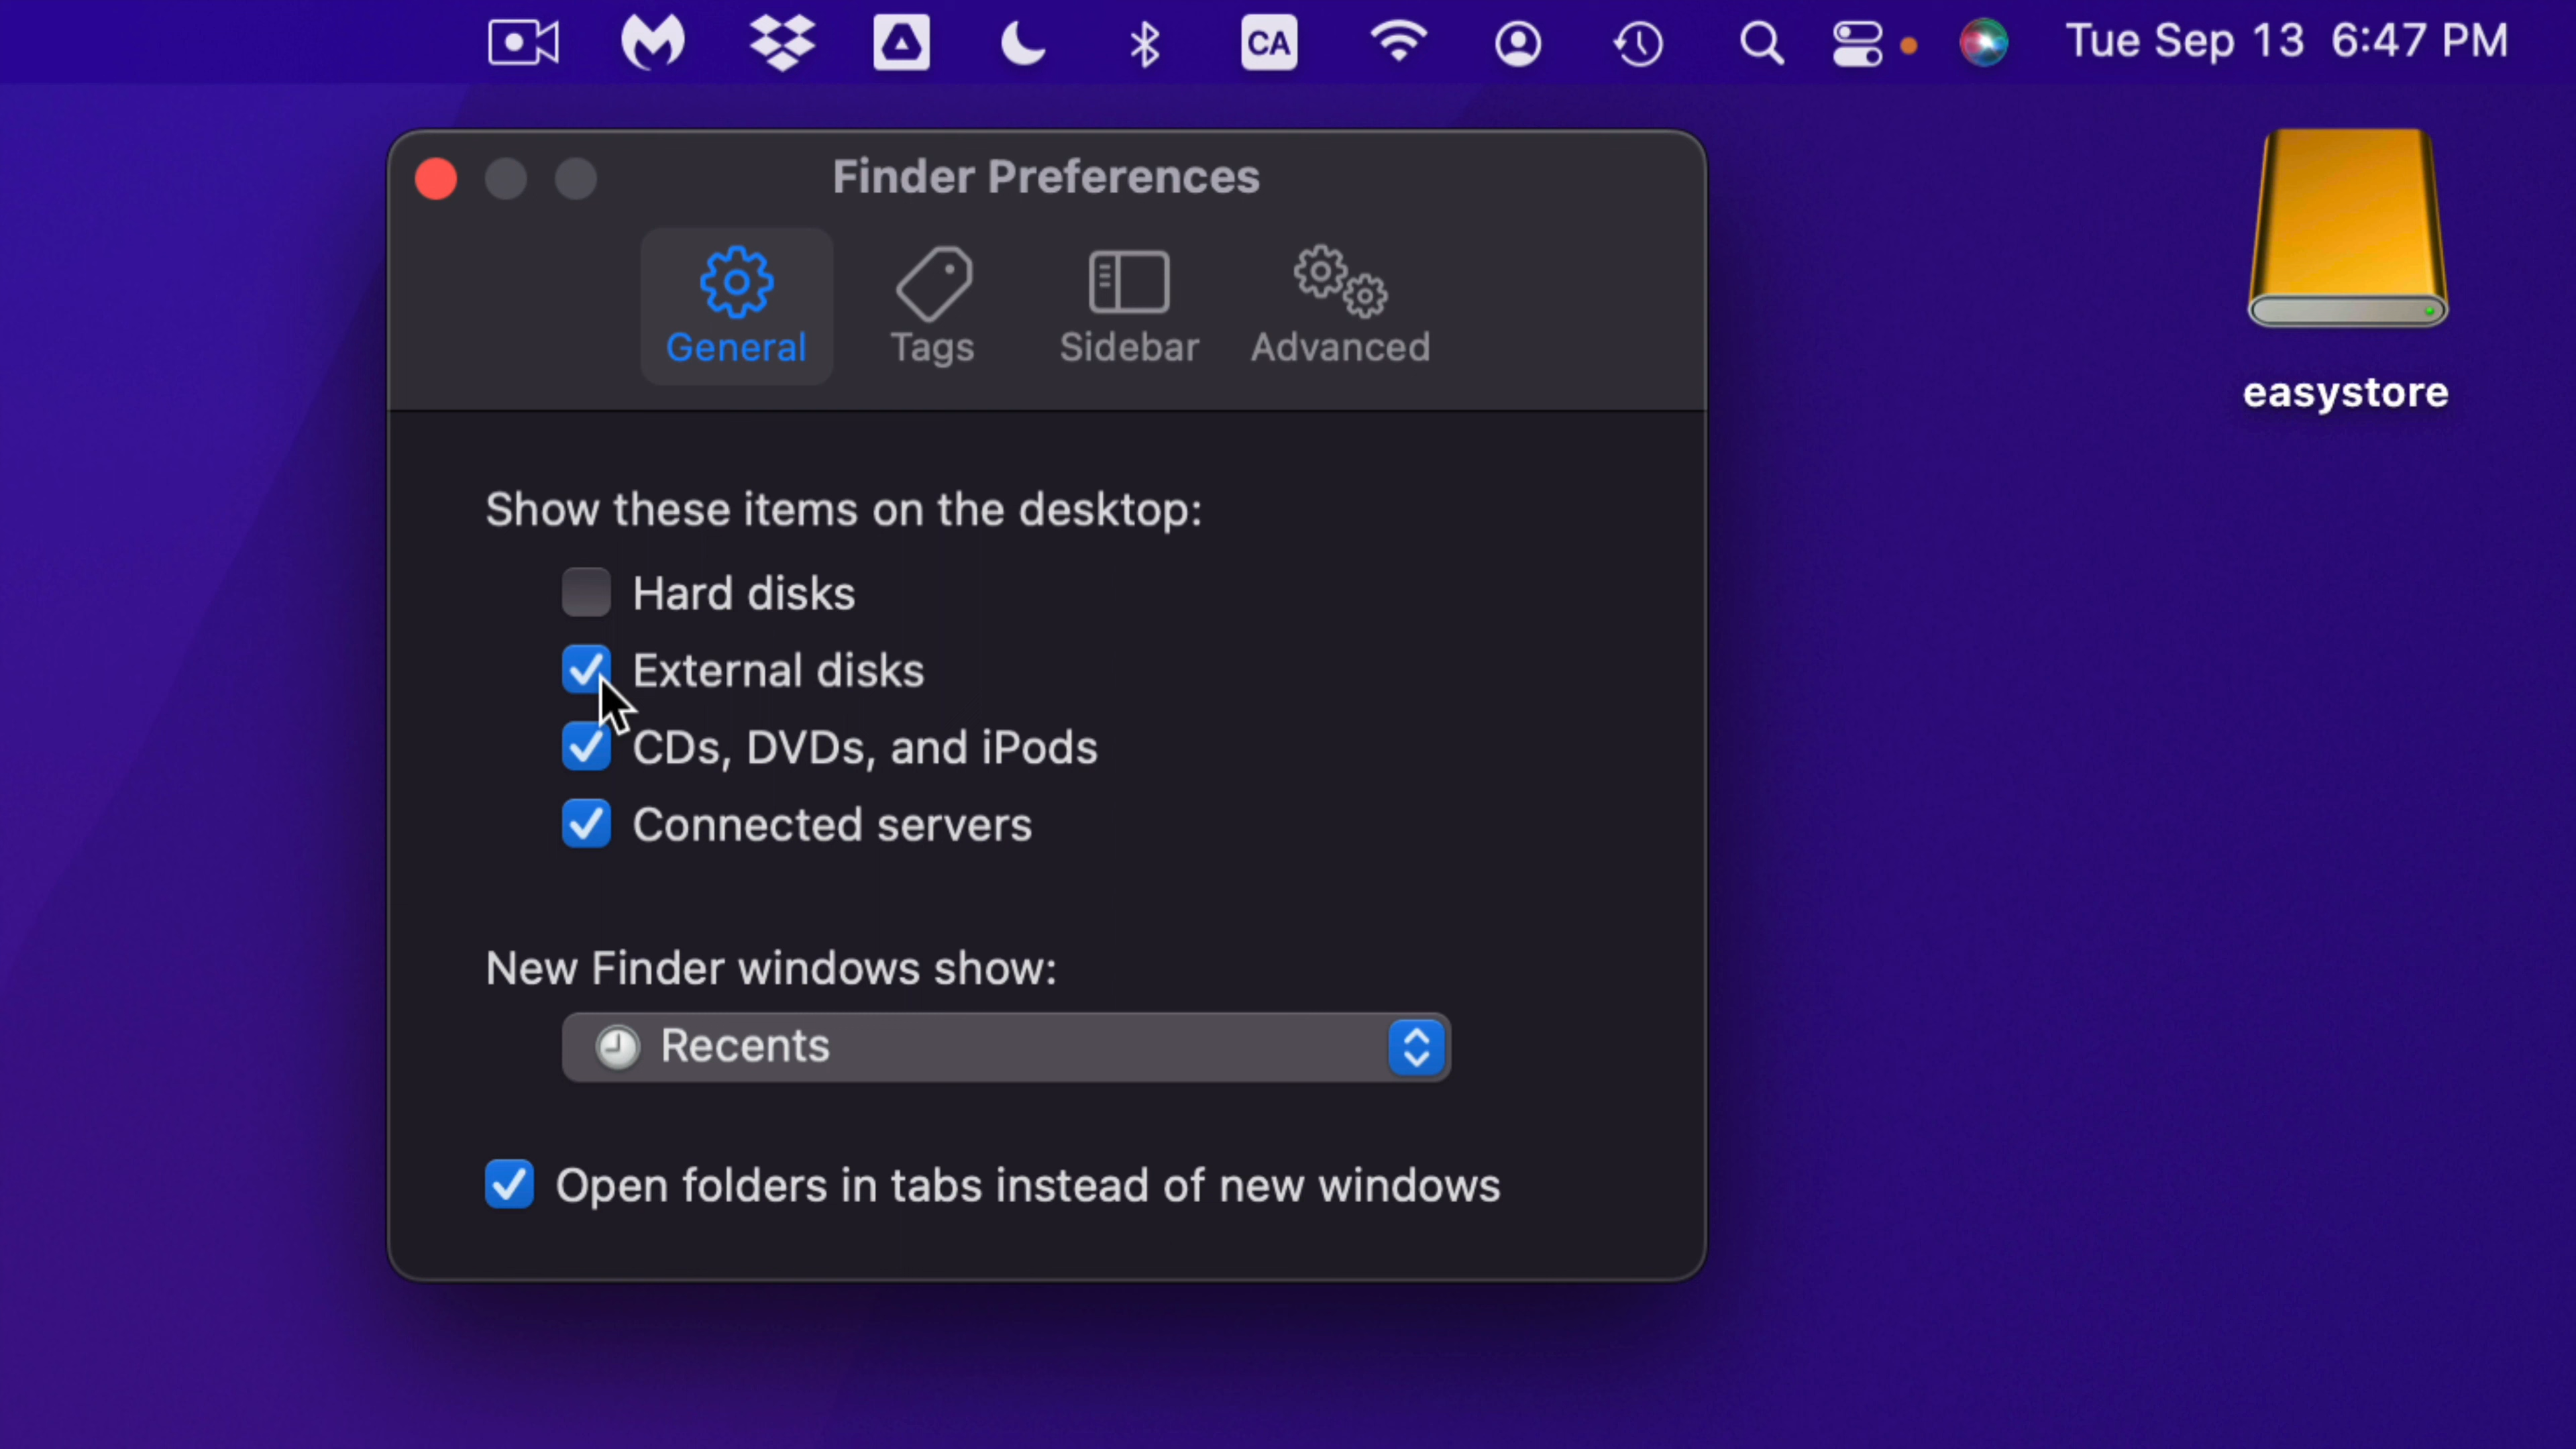 CA
Tue Sep 13 6:47 PM
Finder Preferences
General Tags Sidebar Advanced
easystore
Show these items on the desktop:
Hard disks
External disks
CDs, DVDs, and iPods
Connected servers
New Finder windows show:
Recents
Open folders in tabs instead of new windows